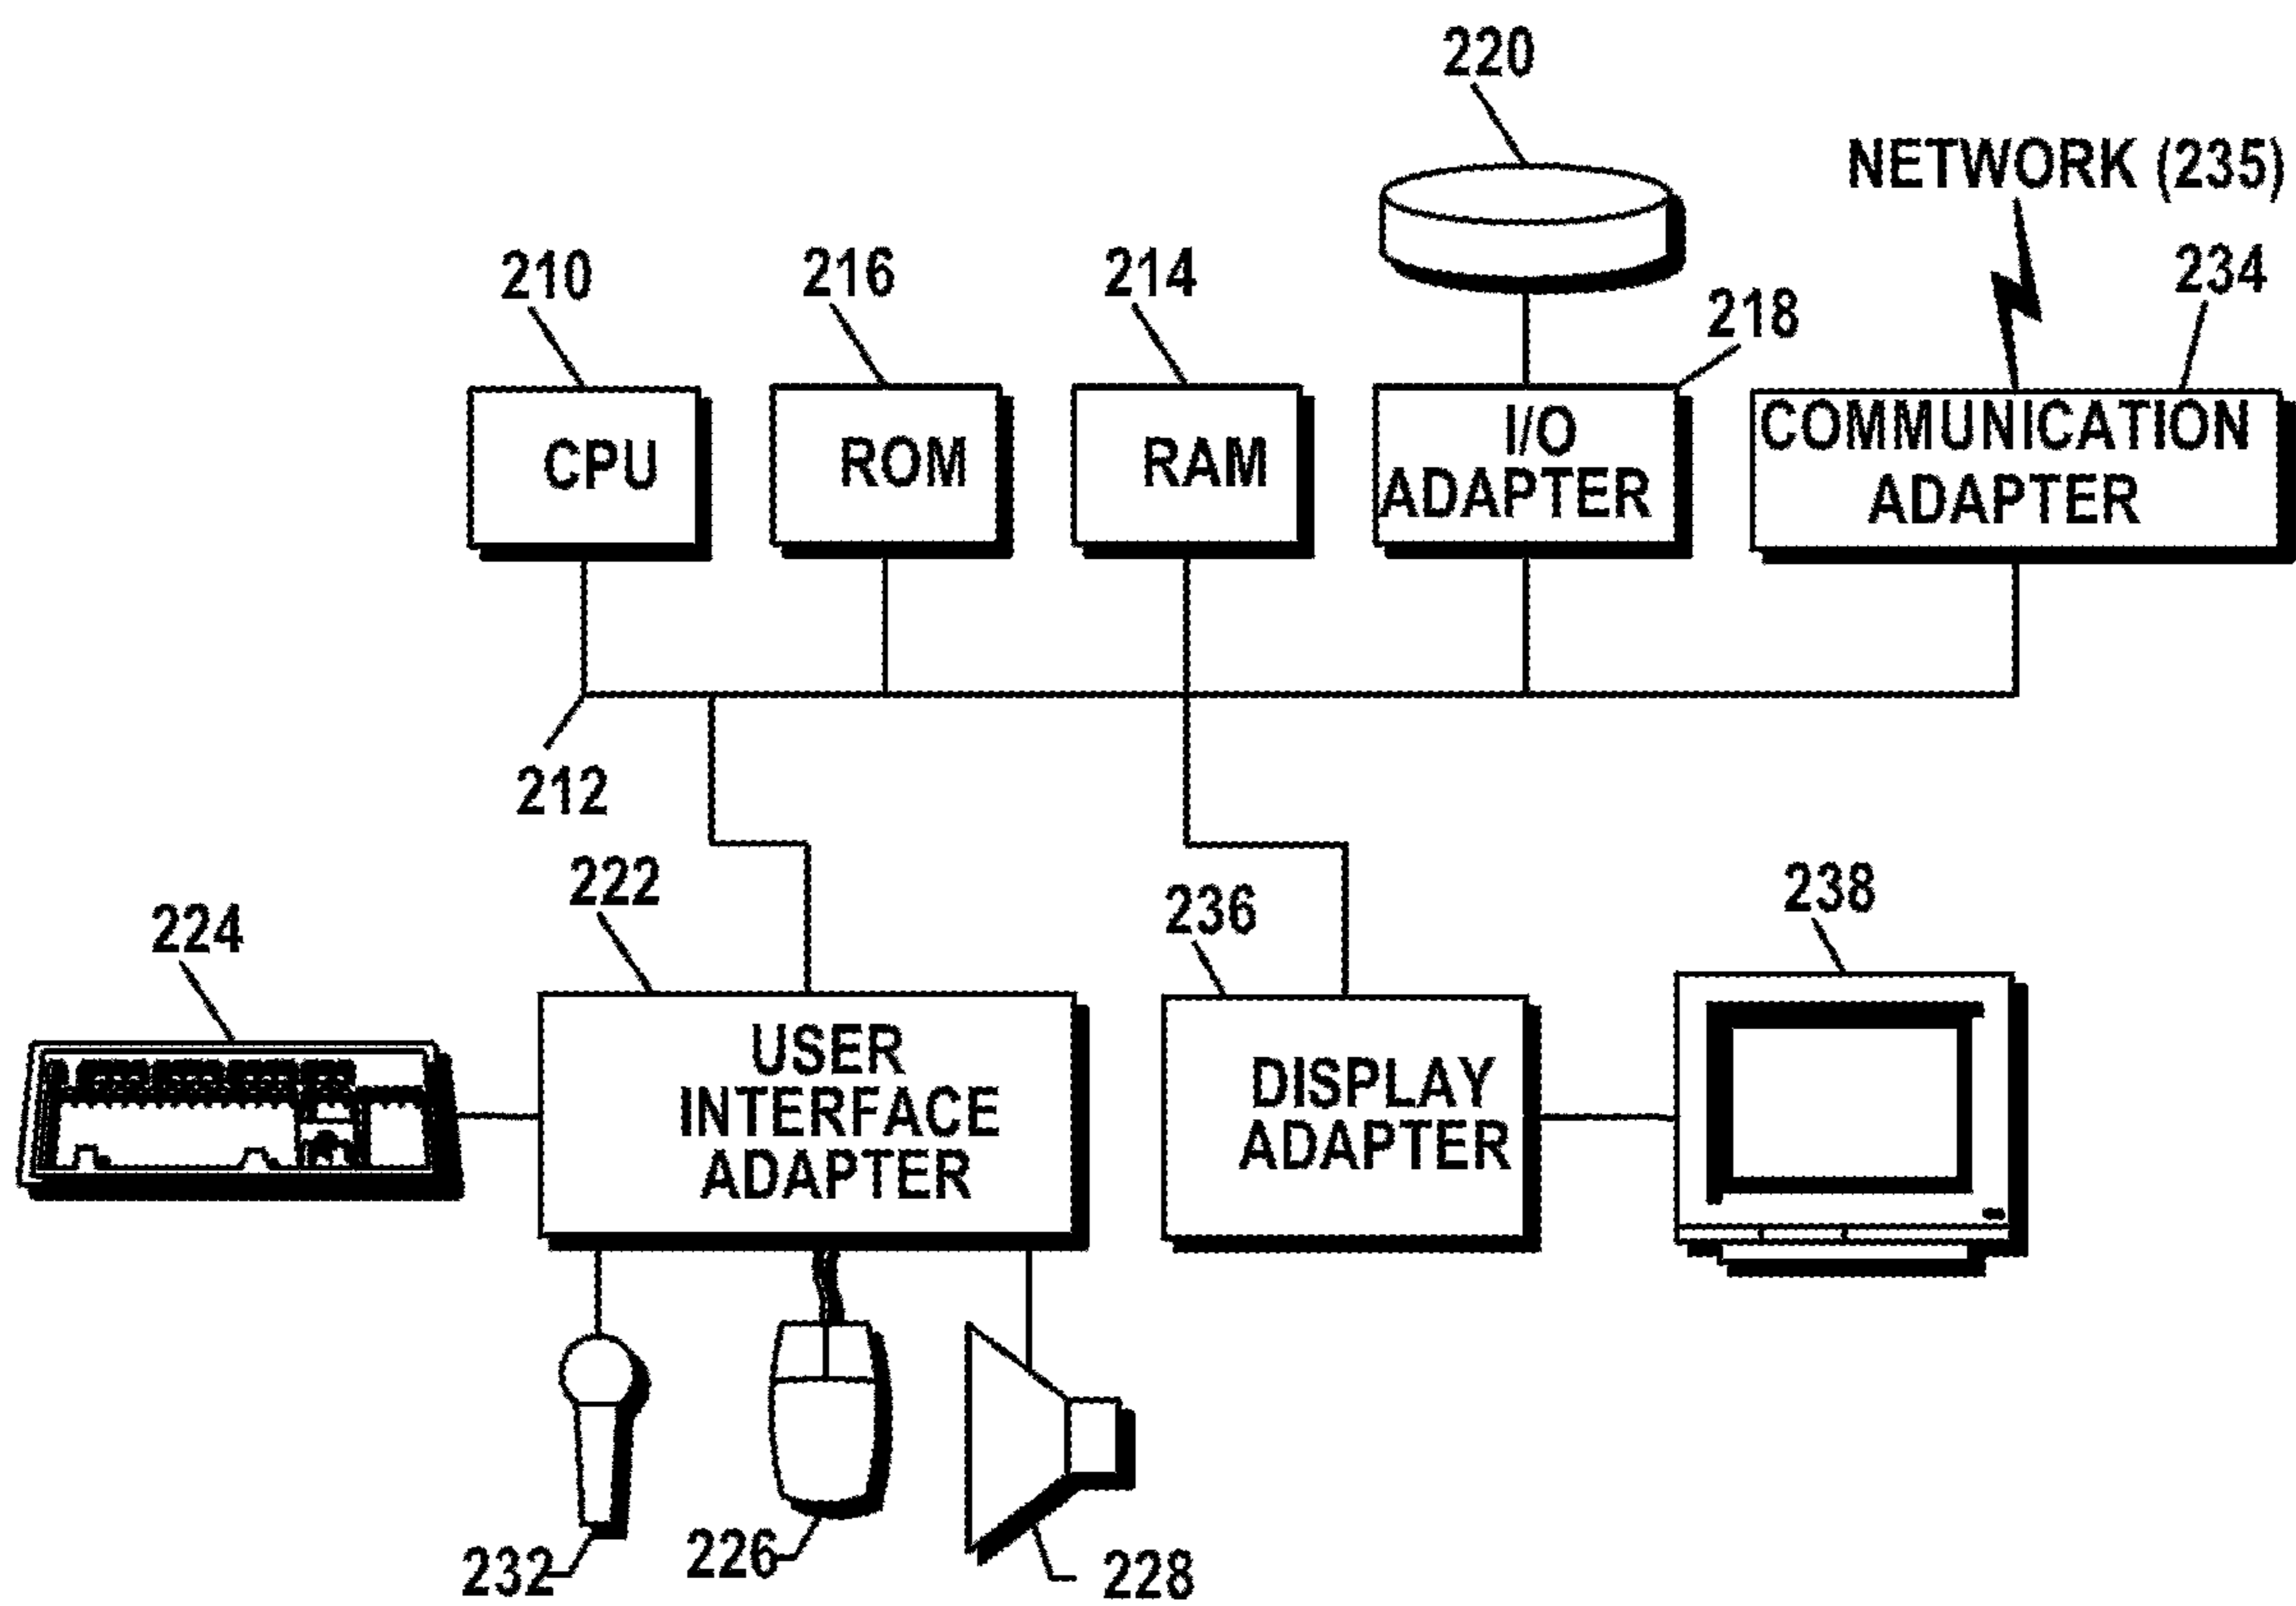 220
NETWORK (235)
210
216
214
234
218
CPU
ROM
RAM
I/O
ADAPTER
COMMUNICATION
ADAPTER
212
222
224
236
238
USER
INTERFACE
ADAPTER
DISPLAY
ADAPTER
232
226
228